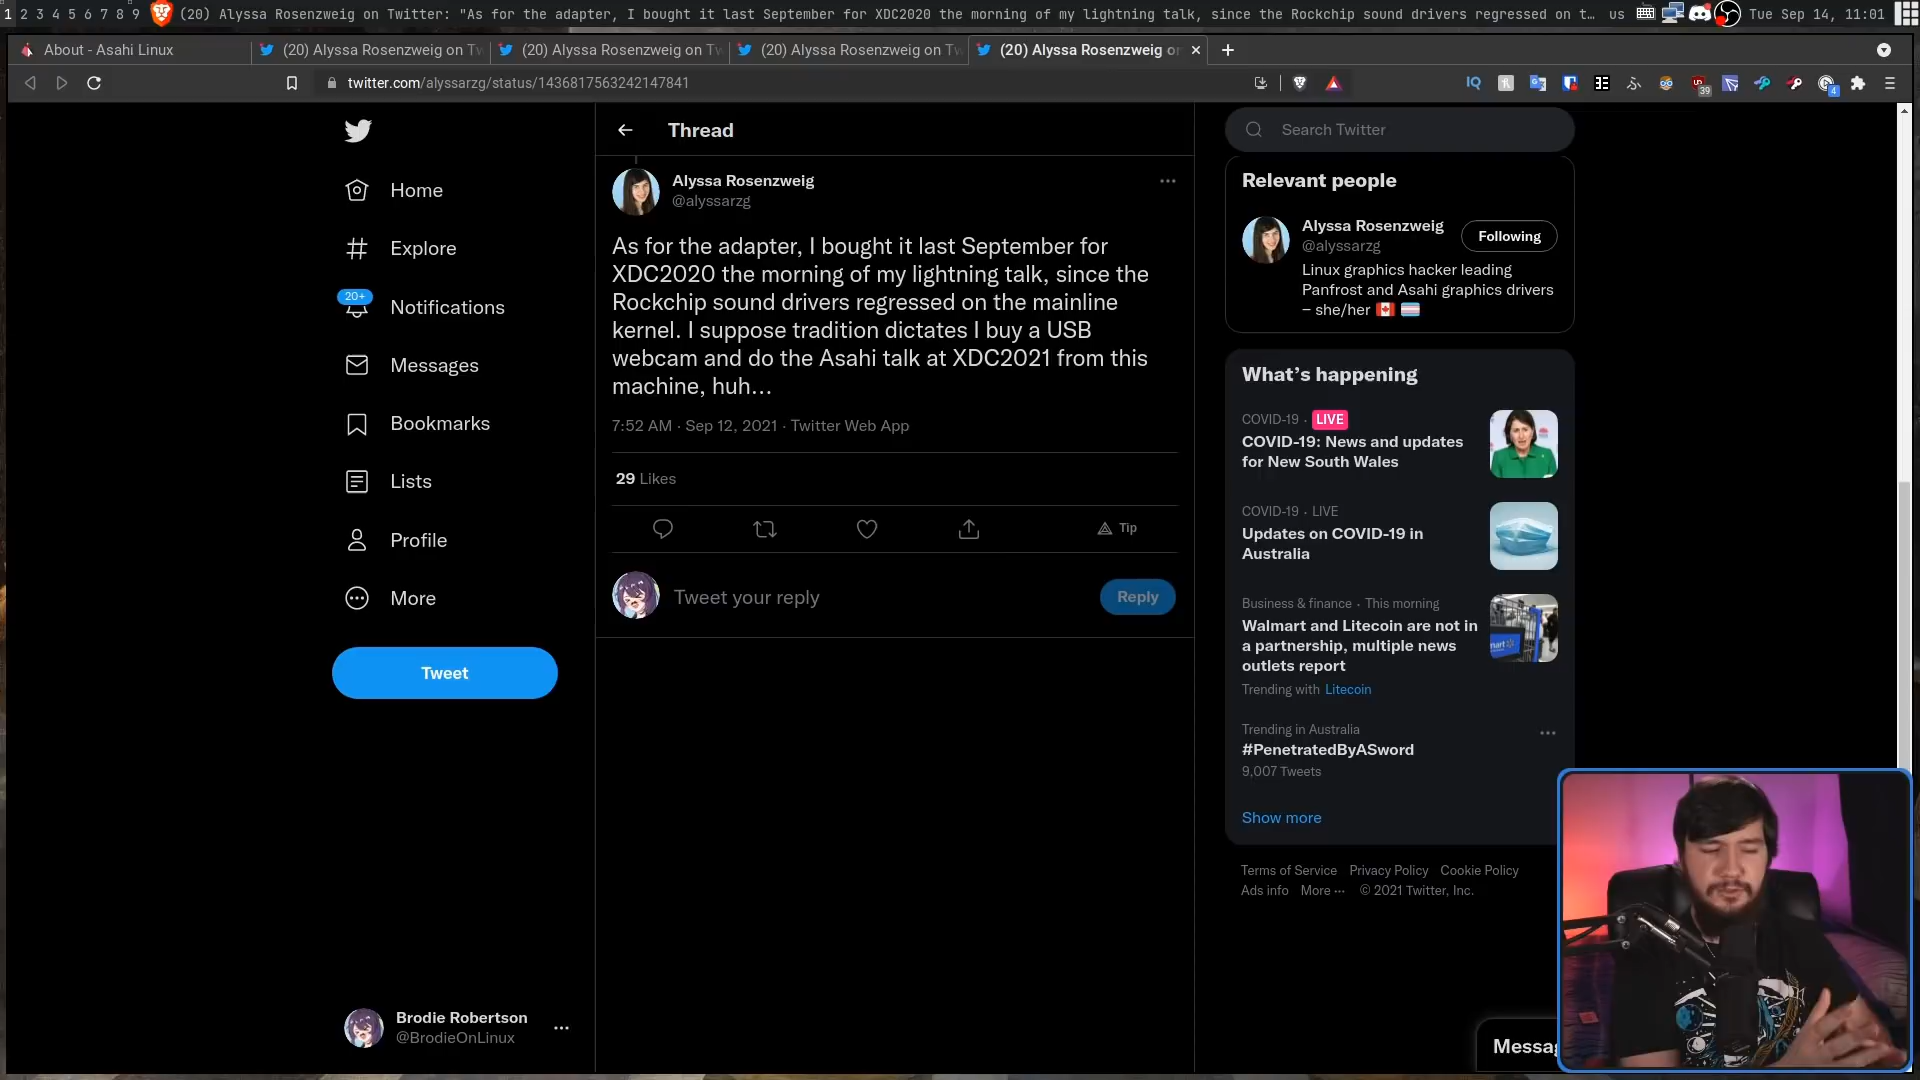 1 2 3 4 5 6 7 8 9 (20) Alyssa Rosenzweig on Twitter: "As for the adapter, I bought it last September for XDC2020 the morning of my lightning talk, since the Rockchip sound drivers regressed on t… us Tue Sep 14, 11:01
About - Asahi Linux (20) Alyssa Rosenzweig on Tw (20) Alyssa Rosenzweig on Tw (20) Alyssa Rosenzweig on Tw (20) Alyssa Rosenzweig on
twitter.com/alyssarzg/status/1436817563242147841
IQ
39
4
Home
Explore
20+
Notifications
Messages
Bookmarks
Lists
Profile
More
Tweet
Brodie Robertson
@BrodieOnLinux
Thread
Alyssa Rosenzweig
@alyssarzg
As for the adapter, I bought it last September for
XDC2020 the morning of my lightning talk, since the
Rockchip sound drivers regressed on the mainline
kernel. I suppose tradition dictates I buy a USB
webcam and do the Asahi talk at XDC2021 from this
machine, huh...
7:52 AM · Sep 12, 2021 · Twitter Web App
29 Likes
Tip
Tweet your reply
Reply
Search Twitter
Relevant people
Alyssa Rosenzweig
@alyssarzg
Following
Linux graphics hacker leading
Panfrost and Asahi graphics drivers
– she/her
What's happening
COVID-19 · LIVE
COVID-19: News and updates
for New South Wales
COVID-19 · LIVE
Updates on COVID-19 in
Australia
Business & finance · This morning
Walmart and Litecoin are not in
a partnership, multiple news
outlets report
Trending with Litecoin
Trending in Australia
#PenetratedByASword
9,007 Tweets
Show more
Terms of Service Privacy Policy Cookie Policy
Ads info More ··· © 2021 Twitter, Inc.
Messa